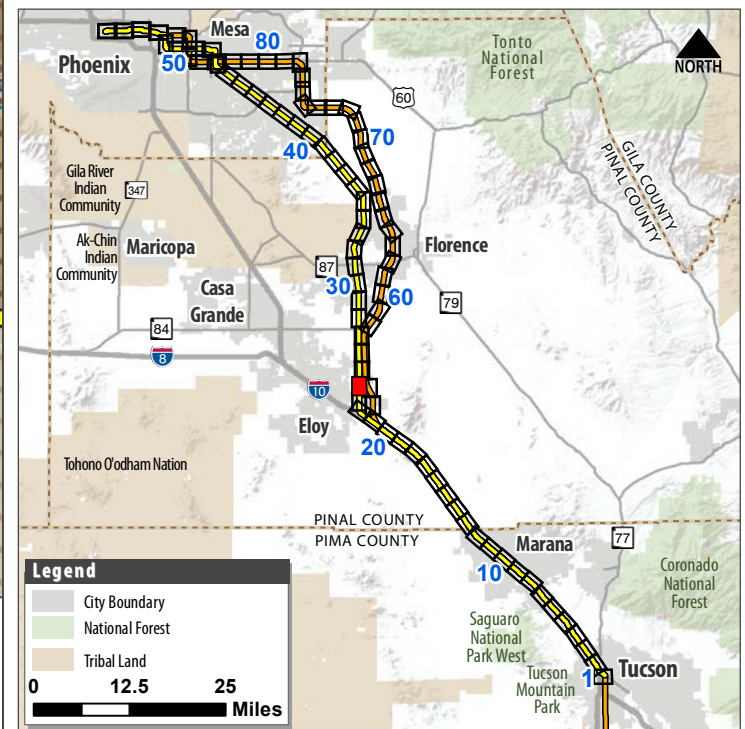 Mesa
80
Phoenix
50
Tonto
National
Forest
NORTH
60
70
40
GILA COUNTY
PINAL COUNTY
Gila River
Indian
Community
347
Ak-Chin
Indian
Community
Maricopa
Florence
87
30
60
Casa
Grande
79
84
8
10
Eloy
20
Tohono O'odham Nation
PINAL COUNTY
PIMA COUNTY
Marana
77
10
Coronado
National
Forest
Saguaro
National
Park West
Tucson
Mountain
Park
1
Tucson
Legend
City Boundary
National Forest
Tribal Land
0 12.5 25
Miles